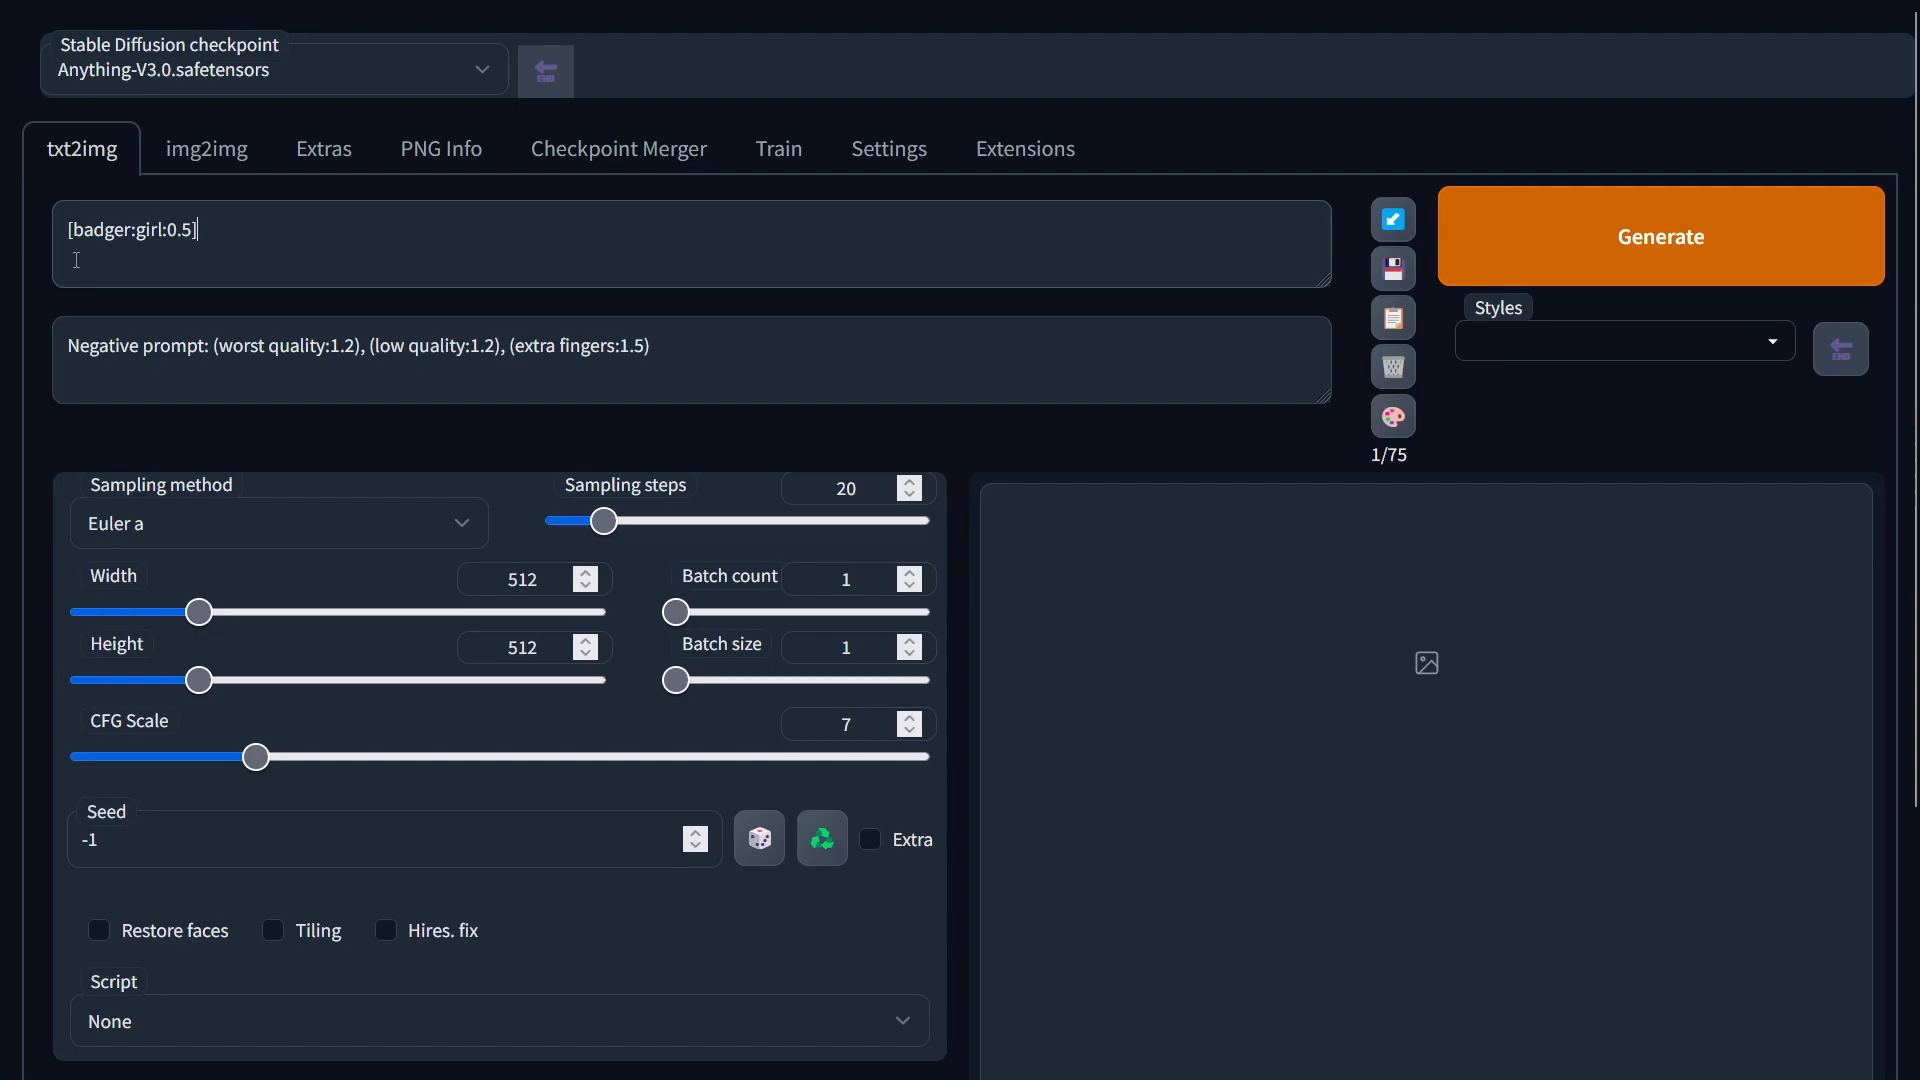 Stable Diffusion checkpoint
Anything-V3.0.safetensors
END
txt2img img2img Extras PNG Info Checkpoint Merger Train Settings Extensions
[badger:girl:0.5]
Generate
Styles
END
Negative prompt: (worst quality:1.2), (low quality:1.2), (extra fingers:1.5)
1/75
Sampling method
Euler a
Sampling steps 20
Width 512
Batch count 1
Height 512
Batch size 1
CFG Scale 7
Seed
-1
Extra
Restore faces Tiling Hires. fix
Script
None